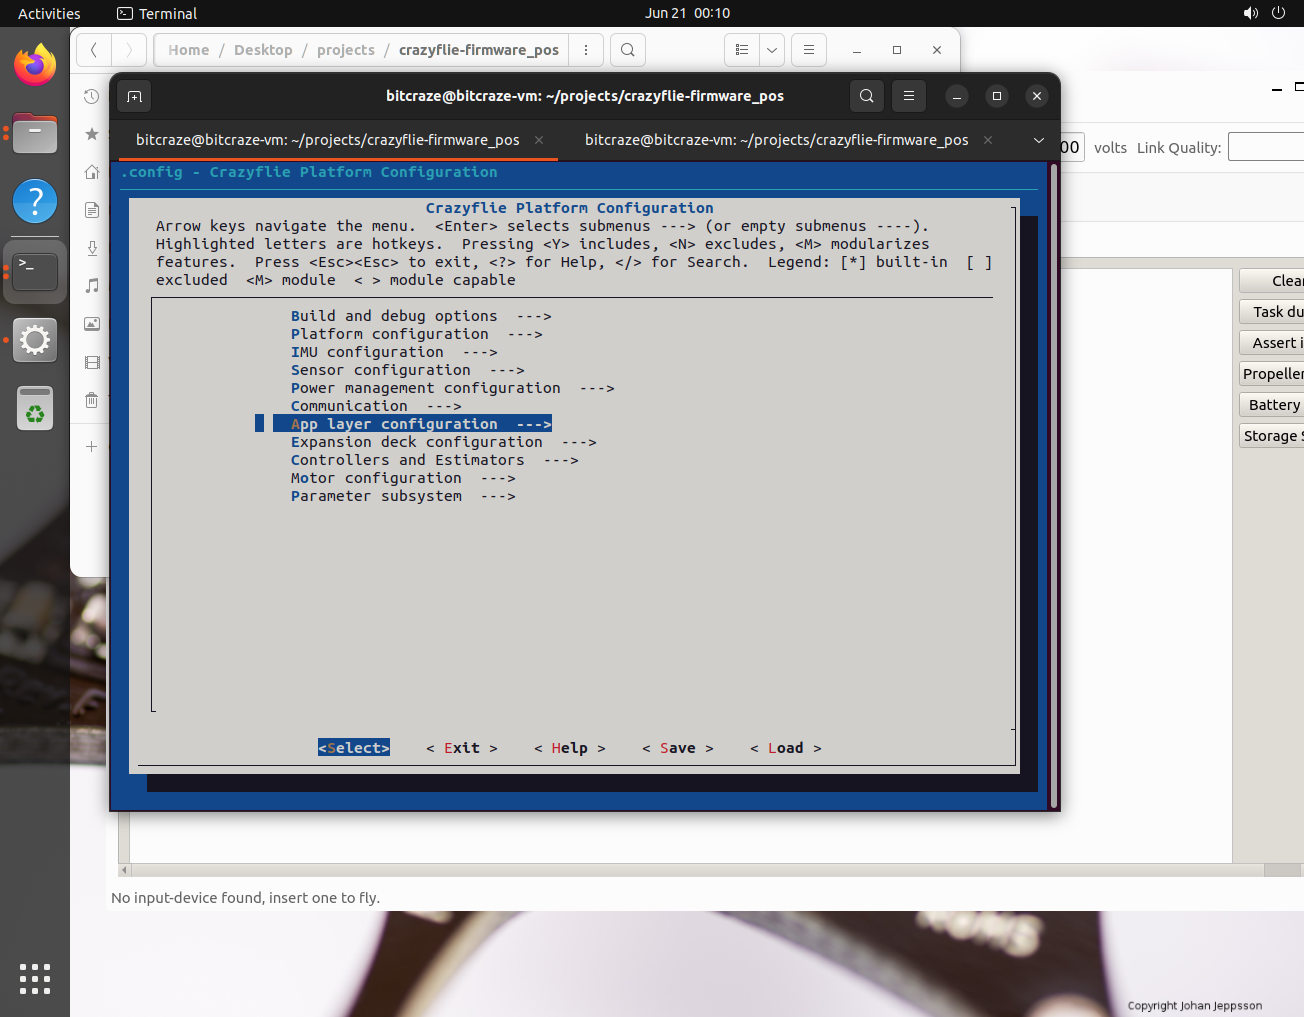 Activities
Terminal
Jun 21 00:10
Home / Desktop / projects / crazyflie-firmware_pos
bitcraze@bitcraze-vm: ~/projects/crazyflie-firmware_pos
bitcraze@bitcraze-vm: ~/projects/crazyflie-firmware_pos
bitcraze@bitcraze-vm: ~/projects/crazyflie-firmware_pos
00 volts Link Quality:
.config - Crazyflie Platform Configuration
Crazyflie Platform Configuration
Arrow keys navigate the menu.  <Enter> selects submenus ---> (or empty submenus ----).
Highlighted letters are hotkeys.  Pressing <Y> includes, <N> excludes, <M> modularizes
features.  Press <Esc><Esc> to exit, <?> for Help, </> for Search.  Legend: [*] built-in  [ ]
excluded  <M> module  < > module capable
Build and debug options  --->
Platform configuration  --->
IMU configuration  --->
Sensor configuration  --->
Power management configuration  --->
Communication  --->
App layer configuration  --->
Expansion deck configuration  --->
Controllers and Estimators  --->
Motor configuration  --->
Parameter subsystem  --->
<Select>    < Exit >    < Help >    < Save >    < Load >
Clear
Task du
Assert i
Propeller
Battery
Storage S
No input-device found, insert one to fly.
Copyright Johan Jeppsson